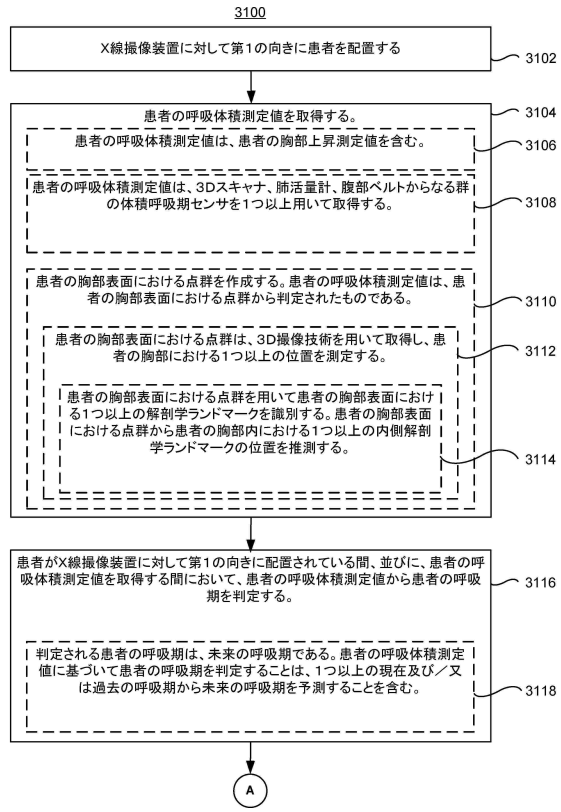 3100
X線撮像装置に対して第1の向きに患者を配置する
3102
患者の呼吸体積測定値を取得する。
3104
患者の呼吸体積測定値は、患者の胸部上昇測定値を含む。
3106
患者の呼吸体積測定値は、3Dスキャナ、肺活量計、腹部ベルトからなる群
の体積呼吸期センサを1つ以上用いて取得する。
3108
患者の胸部表面における点群を作成する。患者の呼吸体積測定値は、患
者の胸部表面における点群から判定されたものである。
3110
患者の胸部表面における点群は、3D撮像技術を用いて取得し、患
者の胸部における1つ以上の位置を測定する。
3112
患者の胸部表面における点群を用いて患者の胸部表面におけ
る1つ以上の解剖学ランドマークを識別する。患者の胸部表面
における点群から患者の胸部内における1つ以上の内側解剖
学ランドマークの位置を推測する。
3114
患者がX線撮像装置に対して第1の向きに配置されている間、並びに、患者の呼
吸体積測定値を取得する間において、患者の呼吸体積測定値から患者の呼吸
期を判定する。
3116
判定される患者の呼吸期は、未来の呼吸期である。患者の呼吸体積測定
値に基づいて患者の呼吸期を判定することは、1つ以上の現在及び/又
は過去の呼吸期から未来の呼吸期を予測することを含む。
3118
A